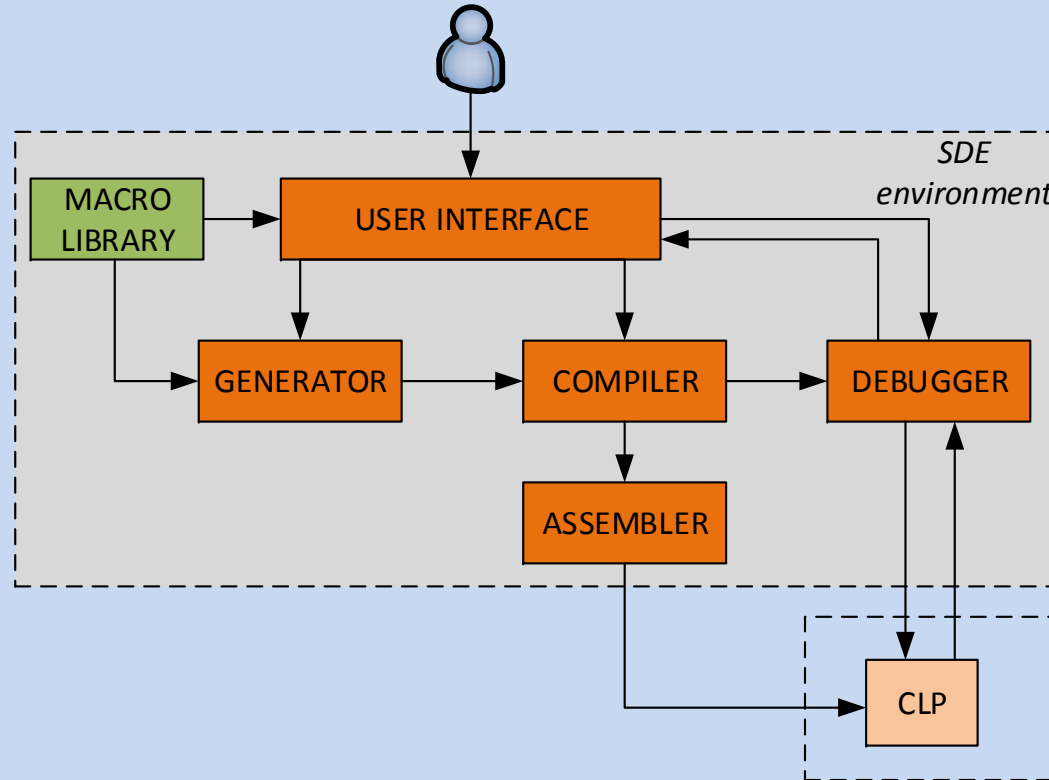 SDE
environment
MACRO
LIBRARY
USER INTERFACE
GENERATOR
COMPILER
DEBUGGER
ASSEMBLER
CLP